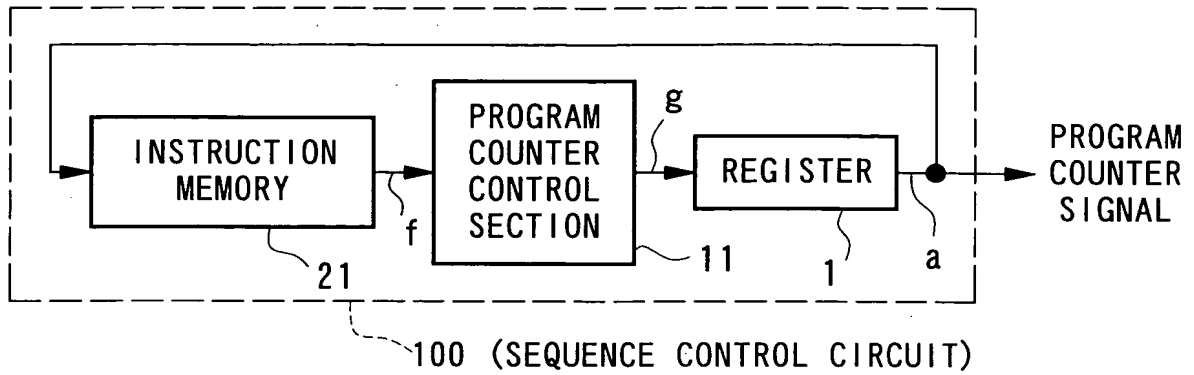 INSTRUCTION
MEMORY
21
f
PROGRAM
COUNTER
CONTROL
SECTION
11
g
REGISTER
1
a
PROGRAM
COUNTER
SIGNAL
100 (SEQUENCE CONTROL CIRCUIT)